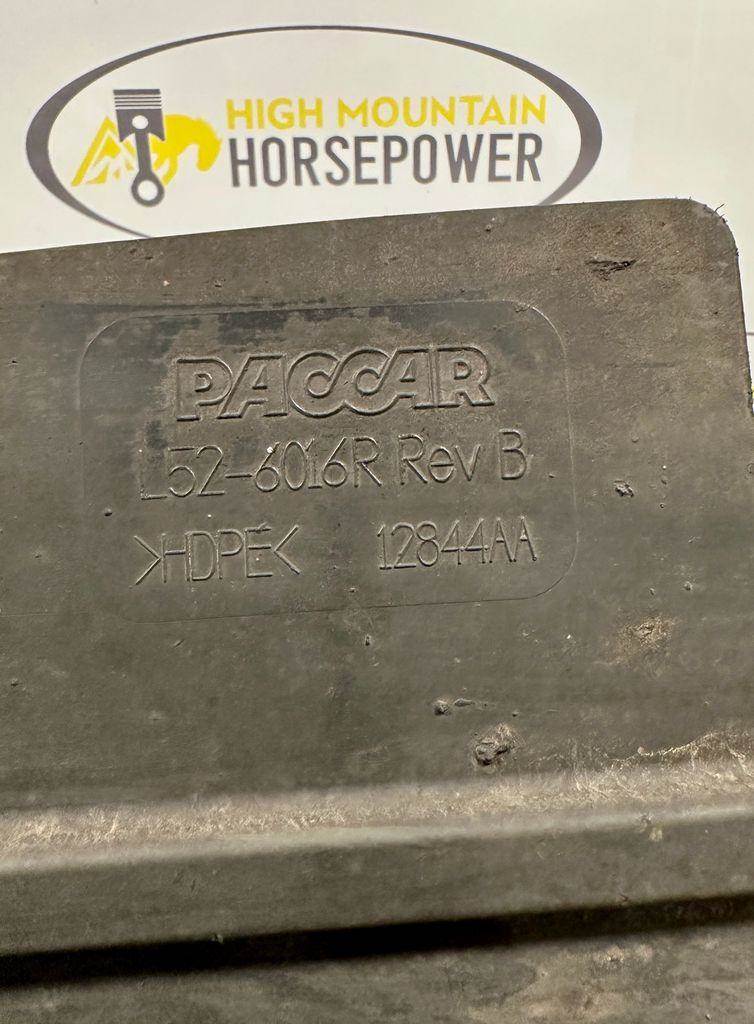 HIGH MOUNTAIN
HORSEPOWER
PACCAR
L52-6016R Rev B
>HDPE< 12844AA